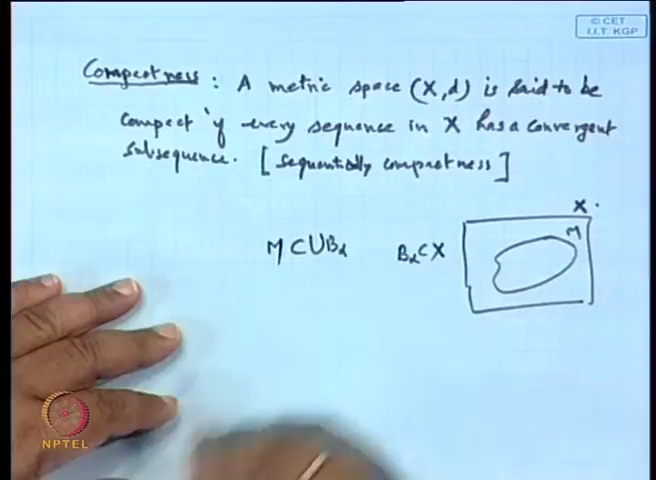 © CET
I.I.T. KGP
Compactness : A metric space (X,d) is said to be
compact if every sequence in X has a convergent
subsequence. [Sequentially compactness]
X.
M
M ⊂ ∪Bα Bα ⊂ X
NPTEL